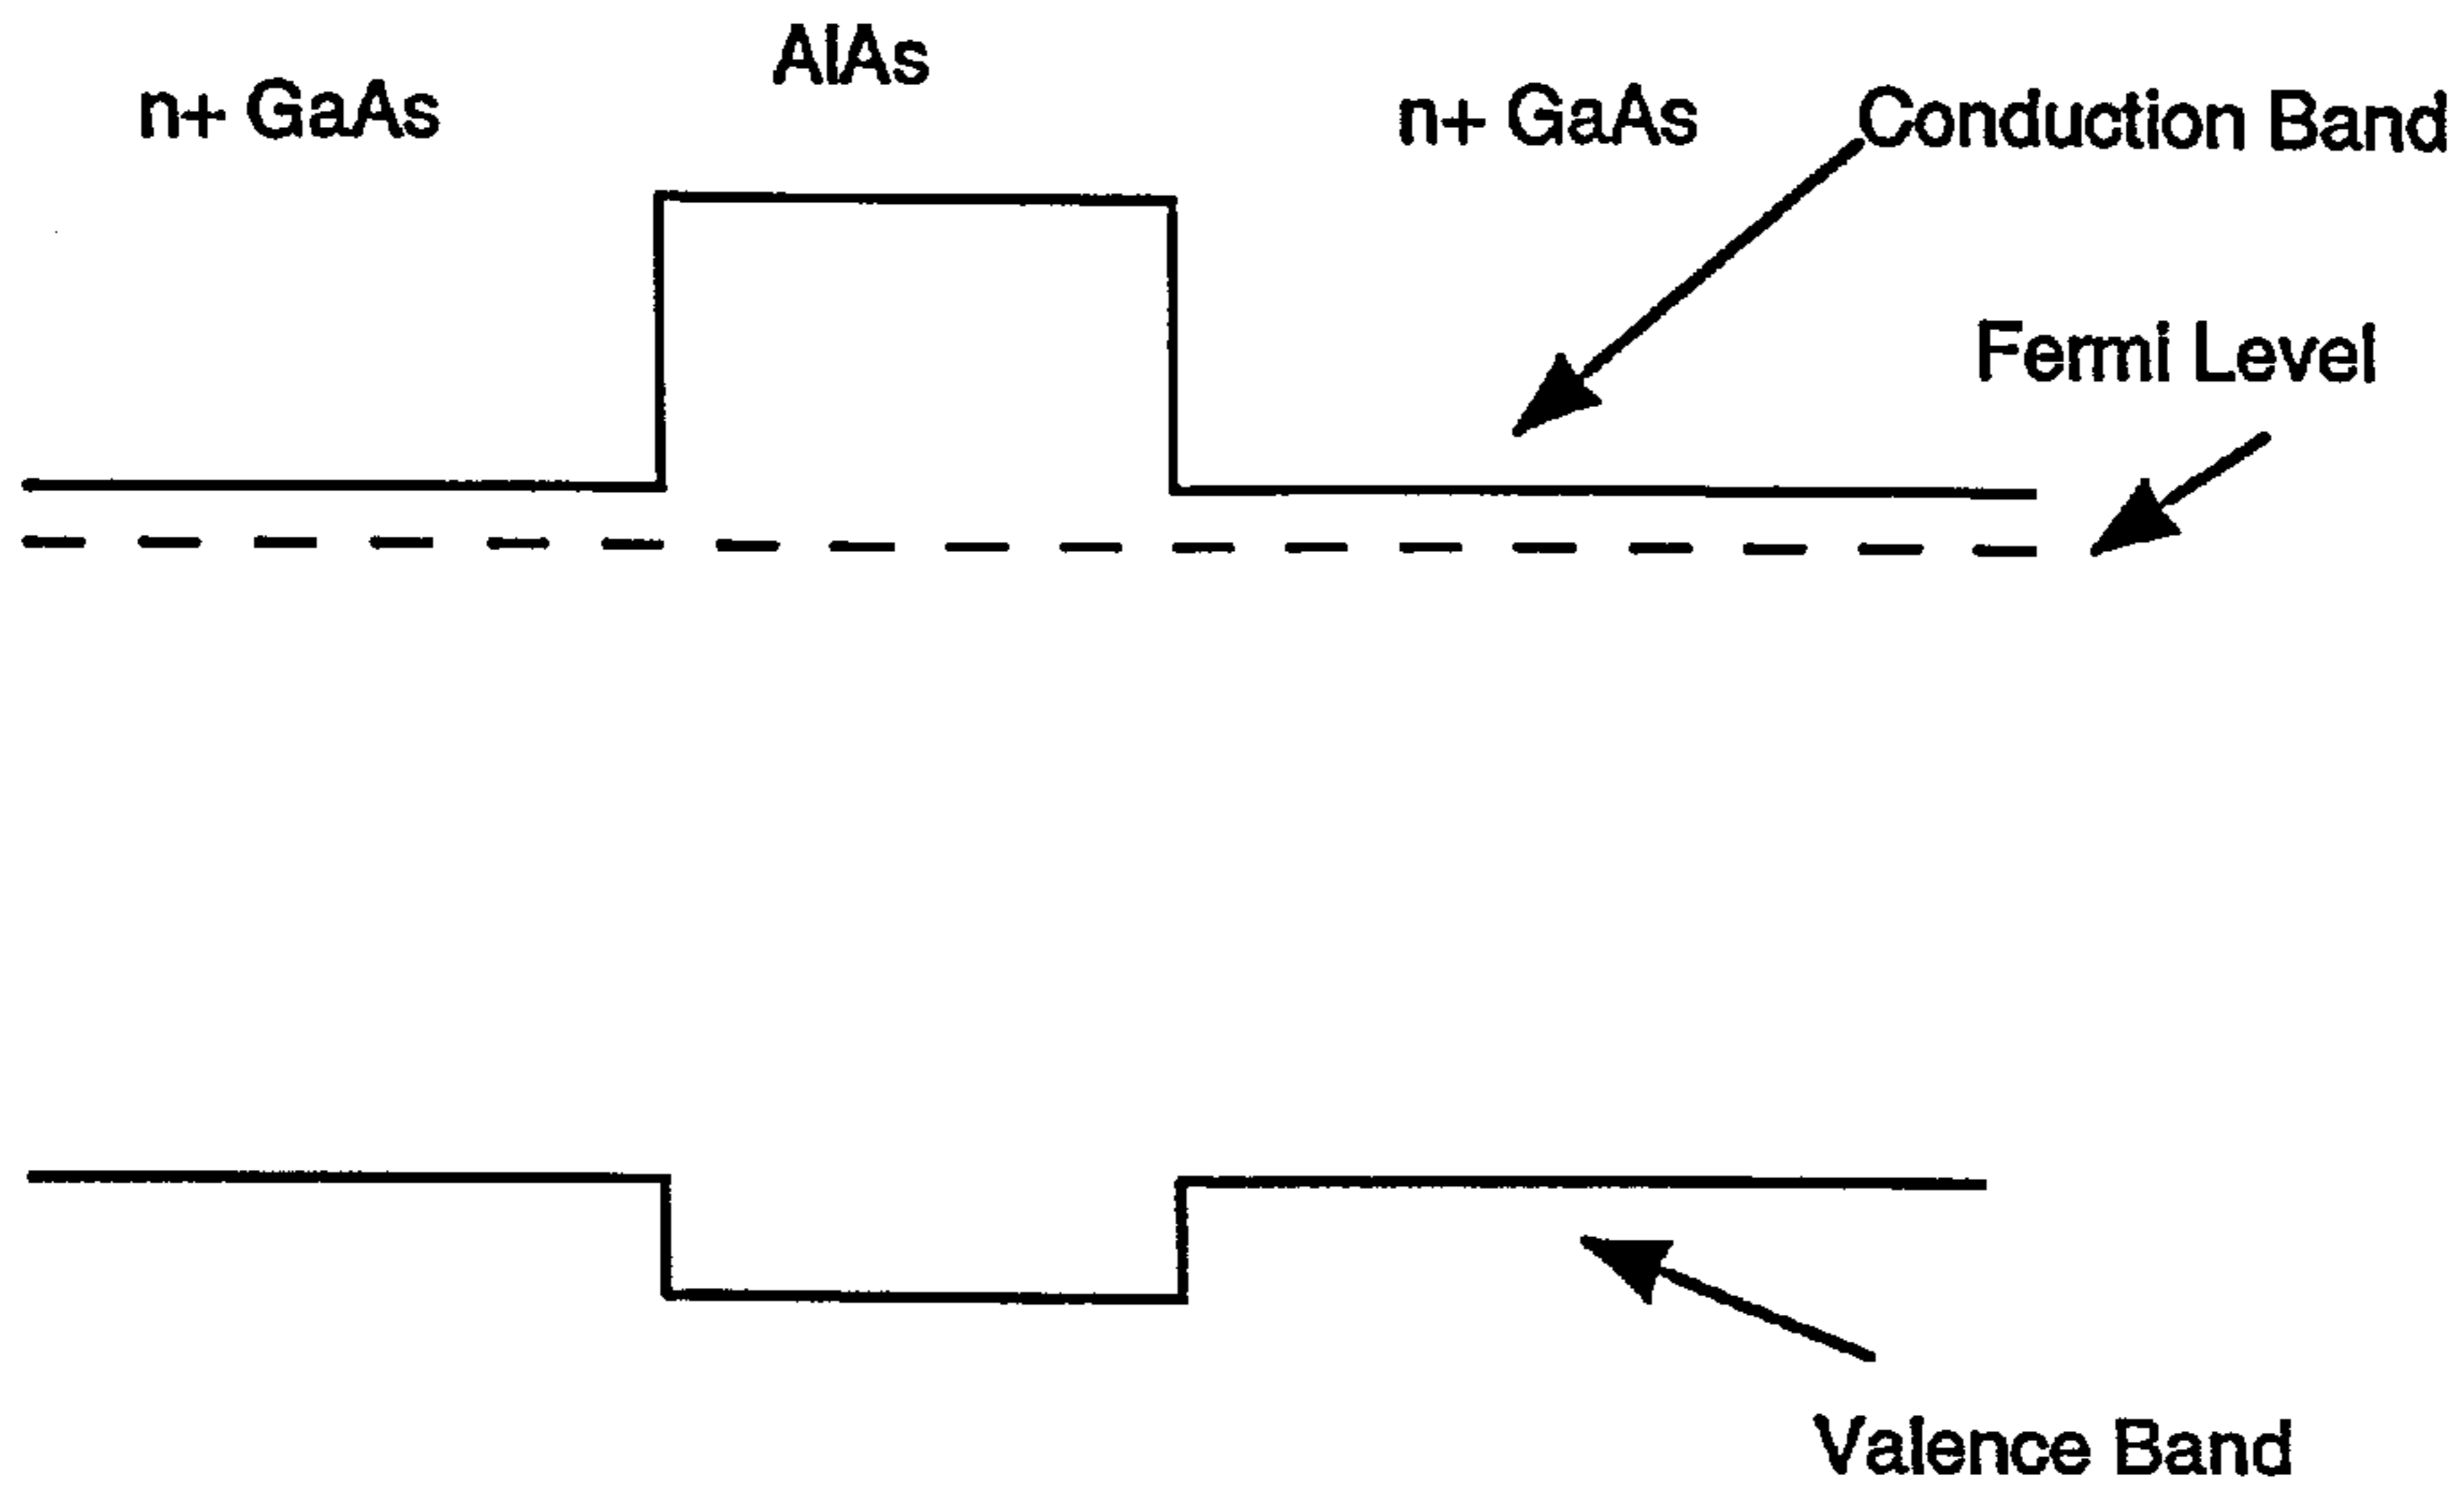 AlAs
n+ GaAs
n+ GaAs
Conduction Band
Fermi Level
Valence Band